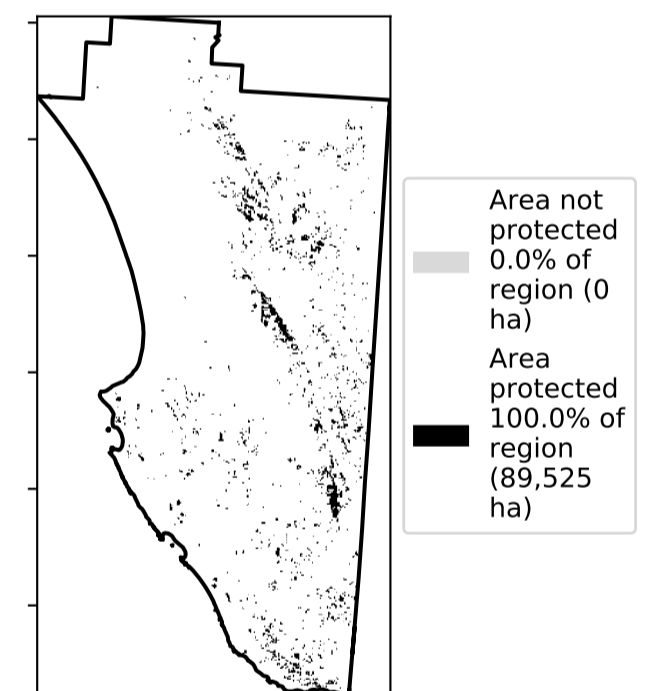 Area not
protected
0.0% of
region (0
ha)
Area
protected
100.0% of
region
(89,525
ha)